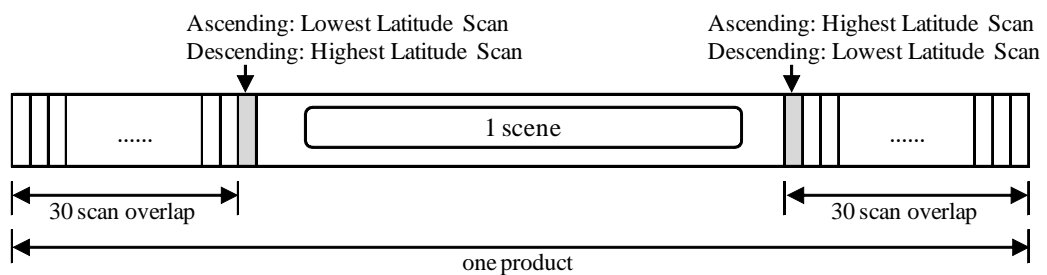 Ascending: Lowest Latitude Scan
Descending: Highest Latitude Scan
Ascending: Highest Latitude Scan
Descending: Lowest Latitude Scan
......
1 scene
......
30 scan overlap
30 scan overlap
one product